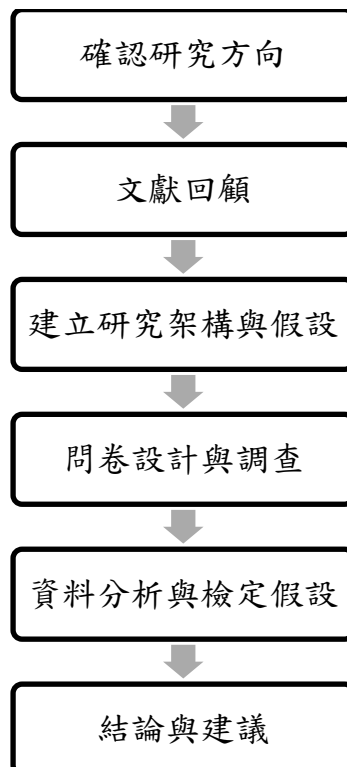 確認研究方向
文獻回顧
建立研究架構與假設
問卷設計與調查
資料分析與檢定假設
結論與建議